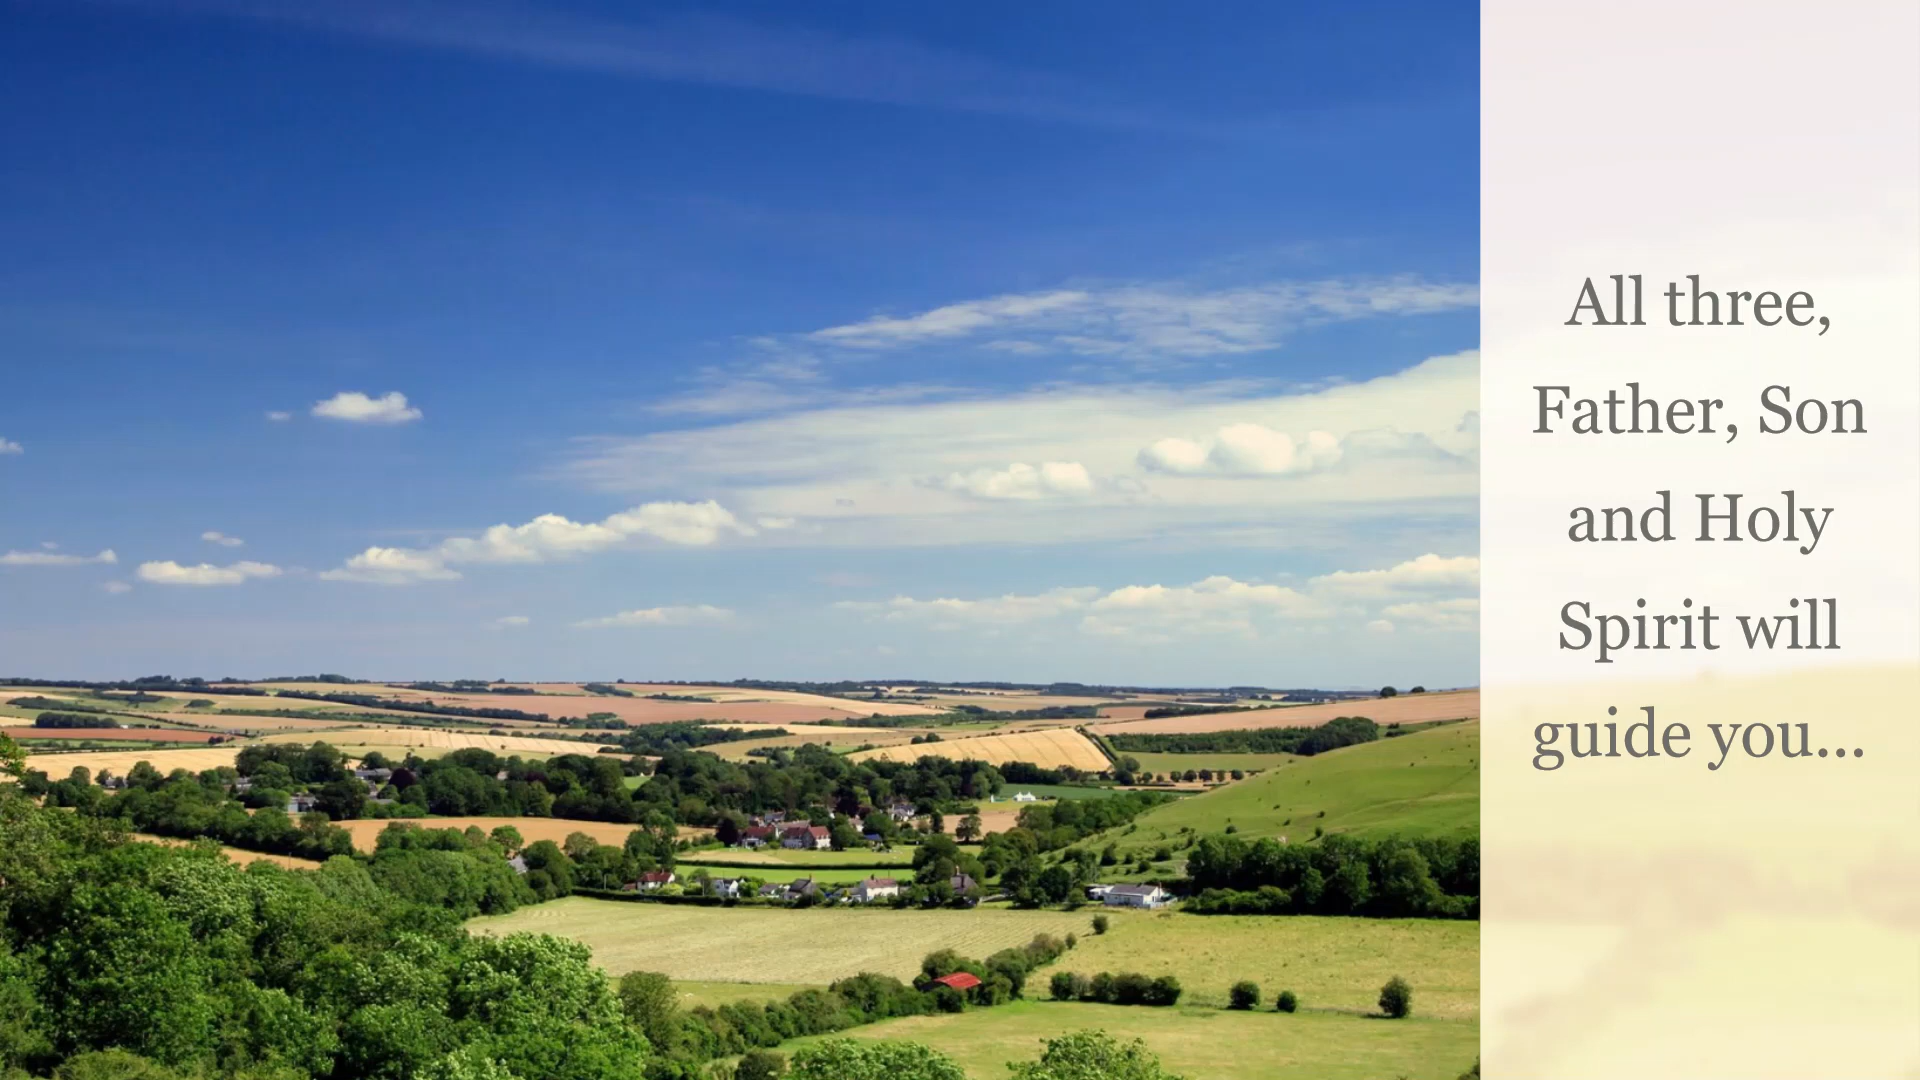 All three,
Father, Son
and Holy
Spirit will
guide you...